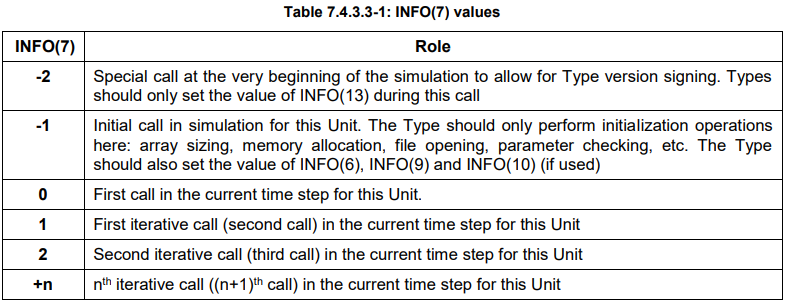 Table 7.4.3.3-1: INFO(7) values
INFO(7) Role
-2 Special call at the very beginning of the simulation to allow for Type version signing. Types
should only set the value of INFO(13) during this call
-1 Initial call in simulation for this Unit. The Type should only perform initialization operations
here: array sizing, memory allocation, file opening, parameter checking, etc. The Type
should also set the value of INFO(6), INFO(9) and INFO(10) (if used)
0 First call in the current time step for this Unit.
1 First iterative call (second call) in the current time step for this Unit
2 Second iterative call (third call) in the current time step for this Unit
+n nth iterative call ((n+1)th call) in the current time step for this Unit